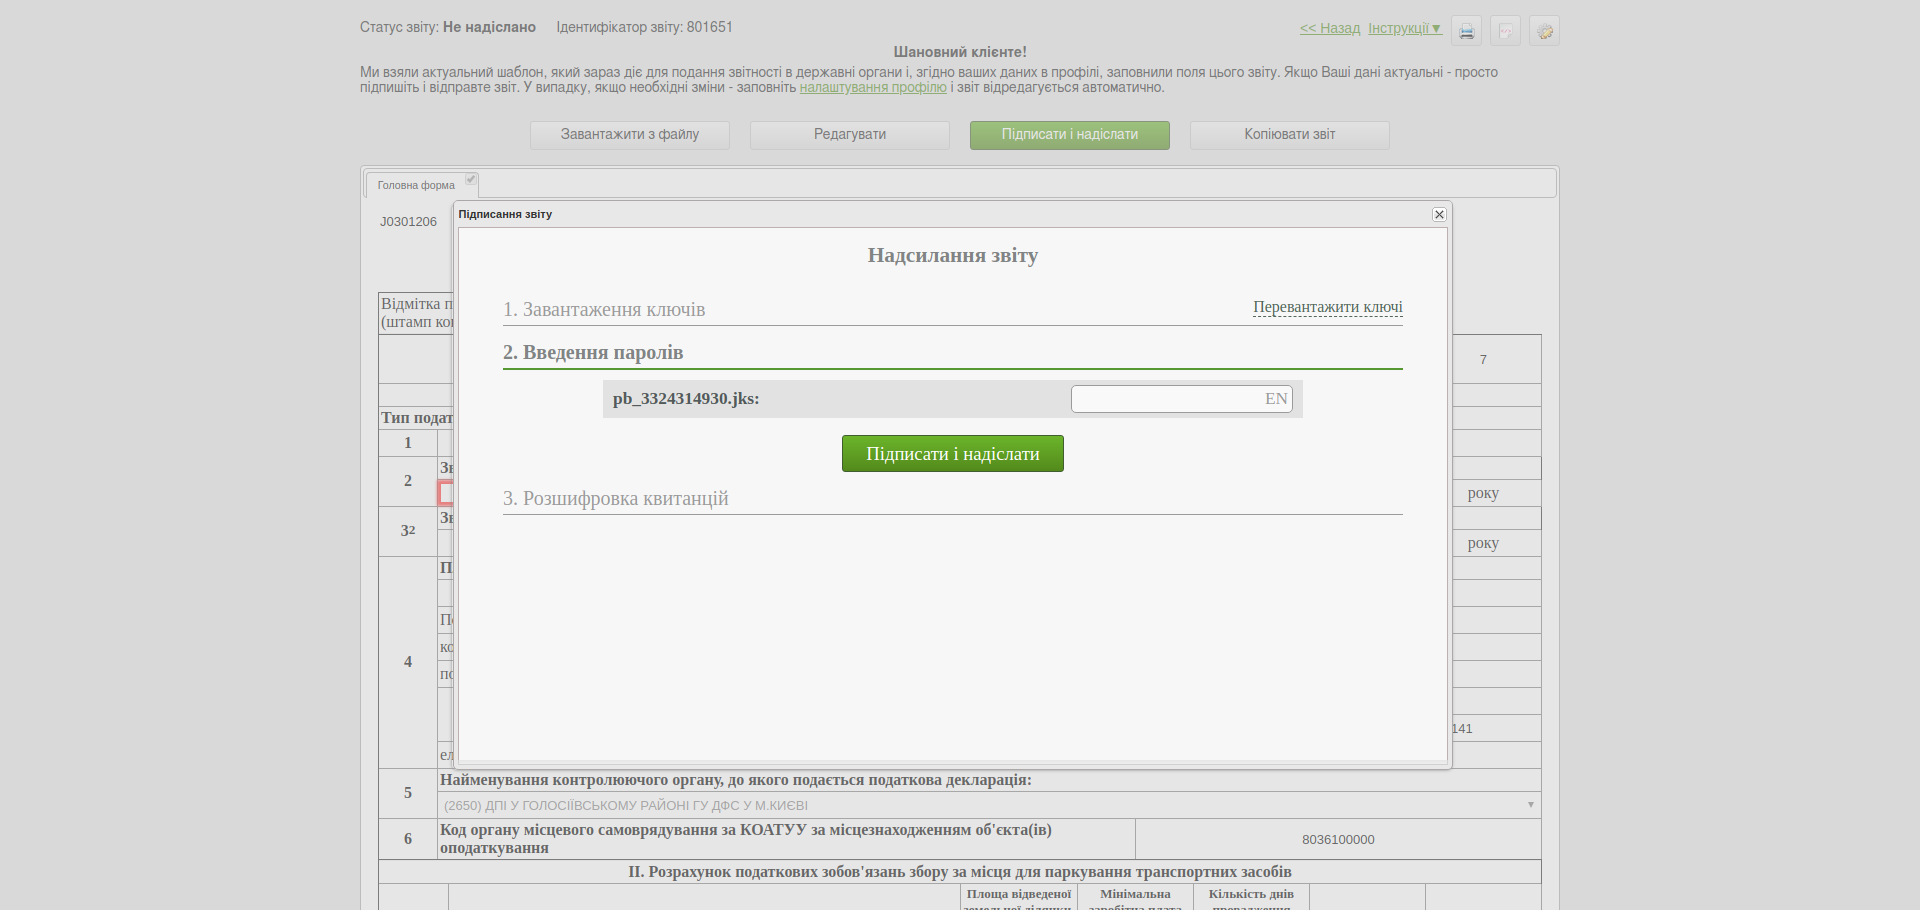 Статус звіту: Не надіслано Ідентифікатор звіту: 801651
<< Назад Інструкції▼
Шановний клієнте!
Ми взяли актуальний шаблон, який зараз діє для подання звітності в державні органи і, згідно ваших даних в профілі, заповнили поля цього звіту. Якщо Ваші дані актуальні - просто
підпишіть і відправте звіт. У випадку, якщо необхідні зміни - заповніть налаштування профілю і звіт відредагується автоматично.
Завантажити з файлу Редагувати Підписати і надіслати Копіювати звіт
Головна форма
J0301206
Підписання звіту
Надсилання звіту
1. Завантаження ключів Перевантажити ключі
2. Введення паролів
pb_3324314930.jks: EN
Підписати і надіслати
3. Розшифровка квитанцій
Відмітка п
(штамп ко
7
Тип подат
1
2 Зв
року
3² Зв
року
4 П
По
ко
по
141
ел
5 Найменування контролюючого органу, до якого подається податкова декларація:
(2650) ДПІ У ГОЛОСІЇВСЬКОМУ РАЙОНІ ГУ ДФС У М.КИЄВІ ▼
6 Код органу місцевого самоврядування за КОАТУУ за місцезнаходженням об'єкта(ів)
оподаткування 8036100000
II. Розрахунок податкових зобов'язань збору за місця для паркування транспортних засобів
Площа відведеної Мінімальна Кількість днів
земельної ділянки заробітна плата провадження